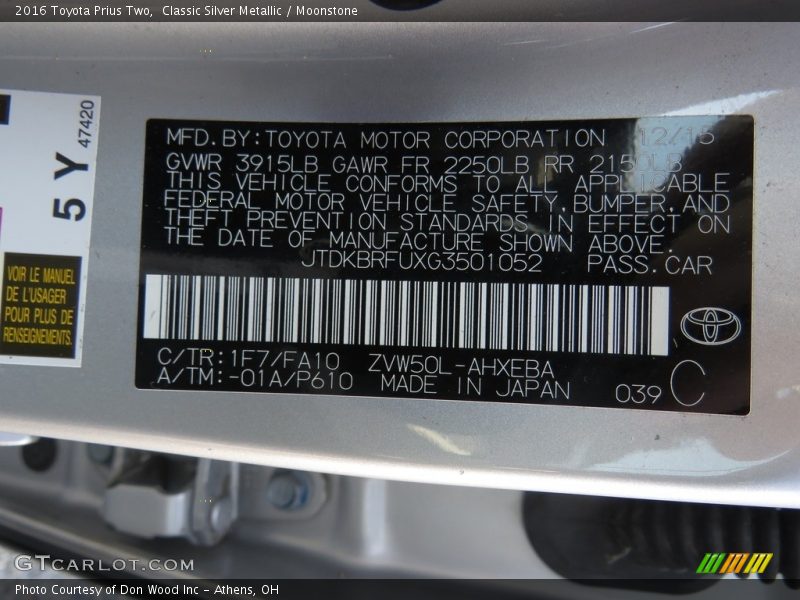 2016 Toyota Prius Two,  Classic Silver Metallic / Moonstone
47420
5 Y
VOIR LE MANUEL
DE L'USAGER
POUR PLUS DE
RENSEIGNEMENTS.
MFD. BY: TOYOTA MOTOR CORPORATION 12/15
GVWR 3915LB GAWR FR 2250LB RR 2150LB
THIS VEHICLE CONFORMS TO ALL APPLICABLE
FEDERAL MOTOR VEHICLE SAFETY, BUMPER, AND
THEFT PREVENTION STANDARDS IN EFFECT ON
THE DATE OF MANUFACTURE SHOWN ABOVE.
JTDKBRFUXG3501052 PASS. CAR
C/TR: 1F7/FA10 ZVW50L-AHXEBA
A/TM: -01A/P610 MADE IN JAPAN 039 C
GTCARLOT.COM
Photo Courtesy of Don Wood Inc - Athens, OH